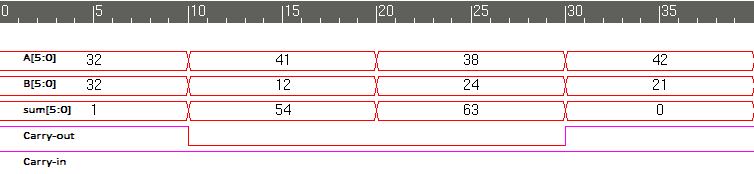 0 5 10 15 20 25 30 35
A[5:0] 32 41 38 42
B[5:0] 32 12 24 21
sum[5:0] 1 54 63 0
Carry-out
Carry-in